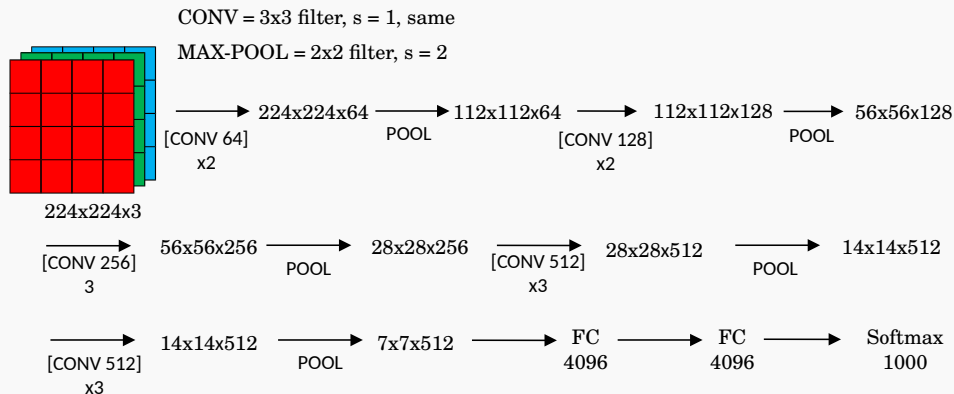 CONV = 3x3 filter, s = 1, same
MAX-POOL = 2x2 filter, s = 2
224x224x3
[CONV 64]
x2
224x224x64
POOL
112x112x64
[CONV 128]
x2
112x112x128
POOL
56x56x128
[CONV 256]
3
56x56x256
POOL
28x28x256
[CONV 512]
x3
28x28x512
POOL
14x14x512
[CONV 512]
x3
14x14x512
POOL
7x7x512
FC
4096
FC
4096
Softmax
1000